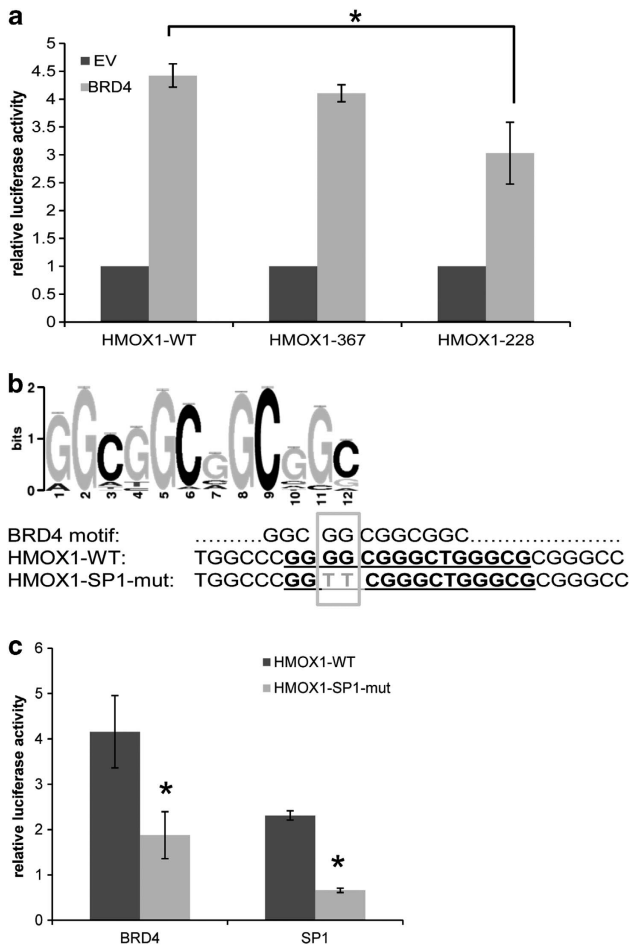 a
*
EV
BRD4
relative luciferase activity
5
4.5
4
3.5
3
2.5
2
1.5
1
0.5
0
HMOX1-WT HMOX1-367 HMOX1-228
b
2
1
0
bits
1 2 3 4 5 6 7 8 9 10 11 12
BRD4 motif: ..........GGC GG CGGCGGC.....................
HMOX1-WT: TGGCCCGG GG CGGGCTGGGCGCGGGCC
HMOX1-SP1-mut: TGGCCCGG TT CGGGCTGGGCGCGGGCC
c
HMOX1-WT
HMOX1-SP1-mut
relative luciferase activity
6
5
4
3
2
1
0
*
*
BRD4 SP1